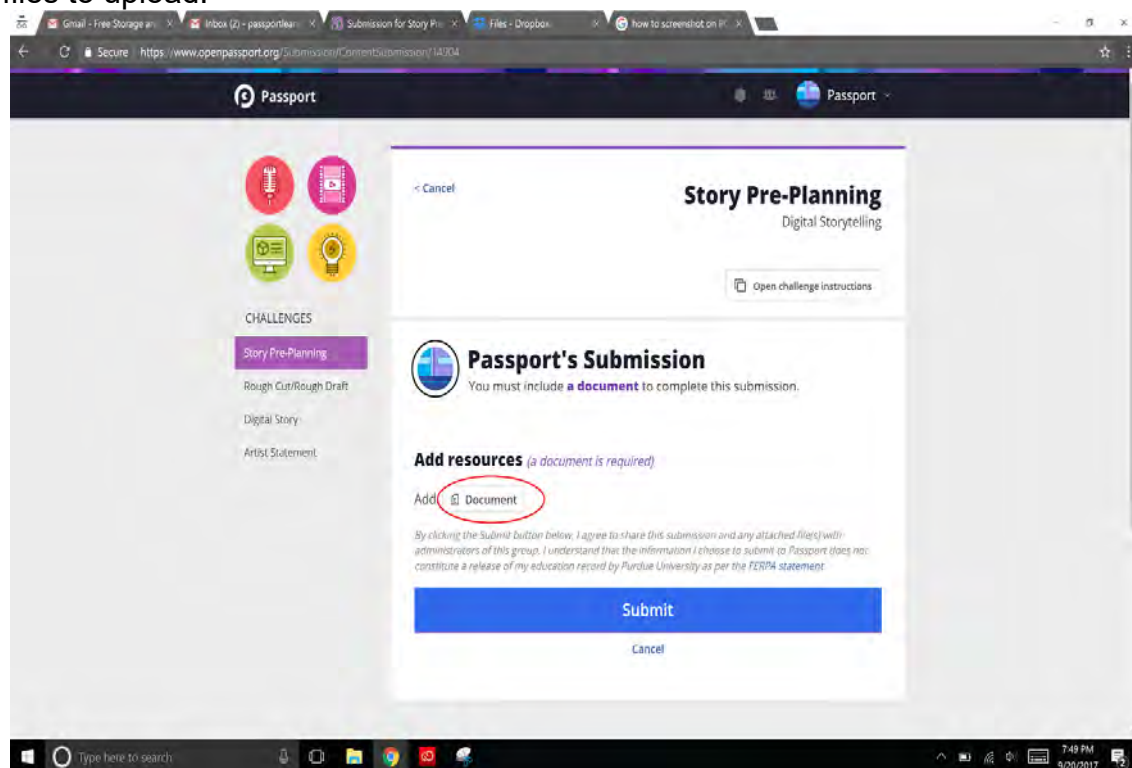 files to upload.
Gmail - Free Storage an
Inbox (2) - passportlearn
Submission for Story Pre
Files - Dropbox
how to screenshot on PC
Secure https://www.openpassport.org/Submission/ContentSubmission/14904
Passport
Passport
< Cancel
Story Pre-Planning
Digital Storytelling
Open challenge instructions
CHALLENGES
Story Pre-Planning
Rough Cut/Rough Draft
Digital Story
Artist Statement
Passport's Submission
You must include a document to complete this submission.
Add resources (a document is required)
Add Document
By clicking the Submit button below, I agree to share this submission and any attached file(s) with
administrators of this group. I understand that the information I choose to submit to Passport does not
constitute a release of my education record by Purdue University as per the FERPA statement
Submit
Cancel
Type here to search
7:49 PM
9/20/2017